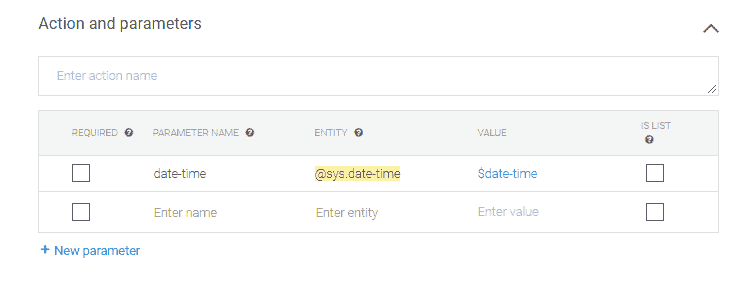 Action and parameters
Enter action name
REQUIRED ? PARAMETER NAME ? ENTITY ? VALUE IS LIST ?
date-time @sys.date-time $date-time
Enter name Enter entity Enter value
+ New parameter